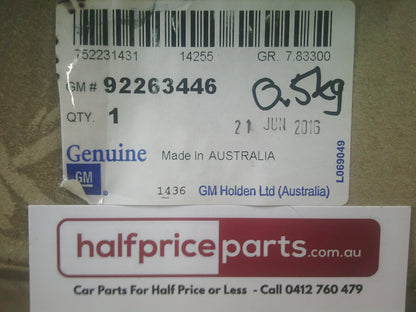 752231431 14255 GR. 7.83300
GM # 92263446
0.5kg
QTY. 1
21 JUN 2016
Genuine Made In AUSTRALIA
GM
1436 GM Holden Ltd (Australia)
L069049
halfpriceparts.com.au
Car Parts For Half Price or Less - Call 0412 760 479